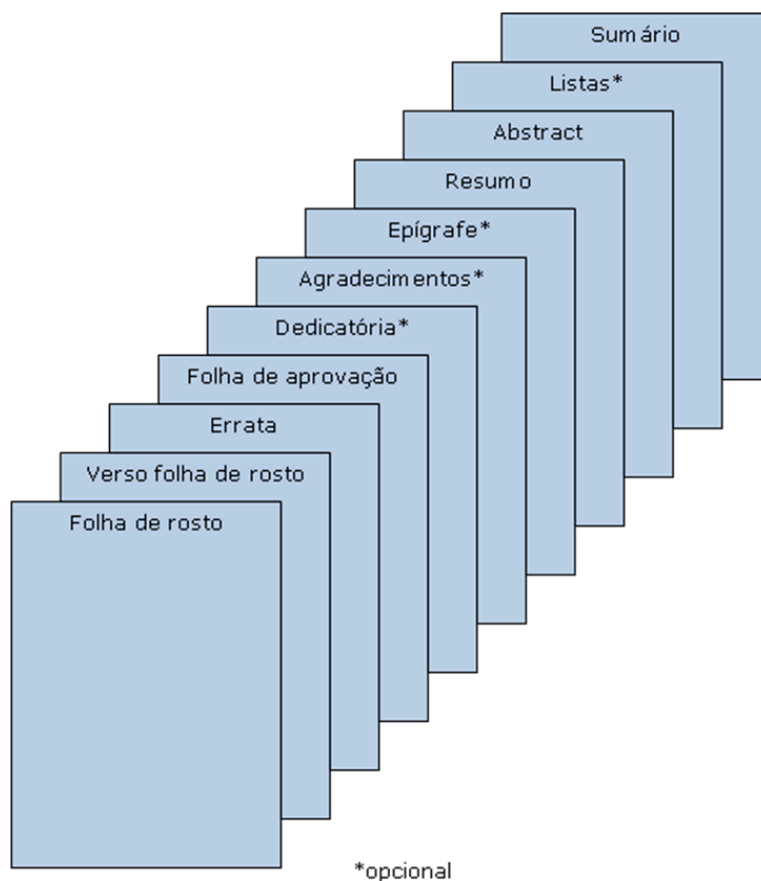 Sumário
Listas*
Abstract
Resumo
Epígrafe*
Agradecimentos*
Dedicatória*
Folha de aprovação
Errata
Verso folha de rosto
Folha de rosto
*opcional